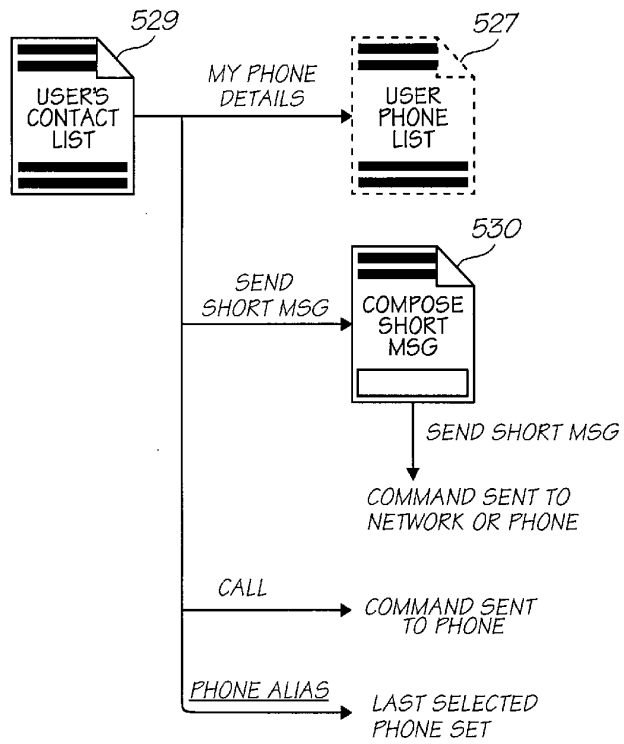 529
USER'S
CONTACT
LIST
MY PHONE
DETAILS
527
USER
PHONE
LIST
SEND
SHORT MSG
530
COMPOSE
SHORT
MSG
SEND SHORT MSG
COMMAND SENT TO
NETWORK OR PHONE
CALL
COMMAND SENT
TO PHONE
PHONE ALIAS
LAST SELECTED
PHONE SET